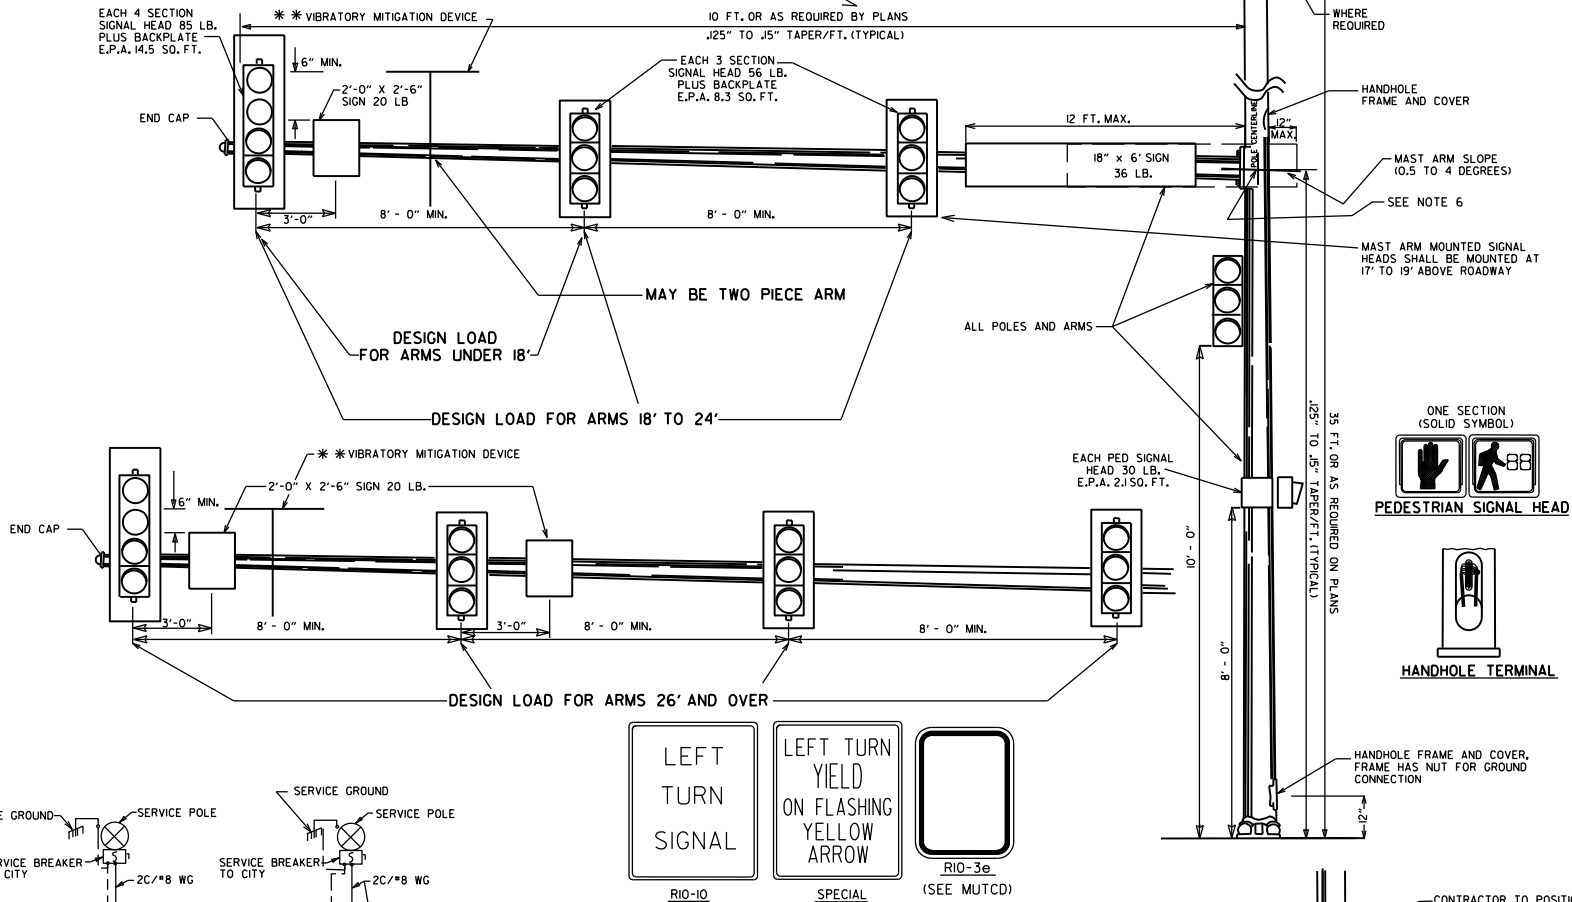 EACH 4 SECTION
SIGNAL HEAD 85 LB.
PLUS BACKPLATE
E.P.A. 14.5 SQ. FT.
* * VIBRATORY MITIGATION DEVICE
10 FT. OR AS REQUIRED BY PLANS
.125" TO .15" TAPER/FT. (TYPICAL)
WHERE
REQUIRED
6" MIN.
2'-0" X 2'-6"
SIGN 20 LB
EACH 3 SECTION
SIGNAL HEAD 56 LB.
PLUS BACKPLATE
E.P.A. 8.3 SQ. FT.
END CAP
12 FT. MAX.
POLE CENTERLINE
12"
MAX.
HANDHOLE
FRAME AND COVER
18" x 6' SIGN
36 LB.
MAST ARM SLOPE
(0.5 TO 4 DEGREES)
SEE NOTE 6
3'-0"
8' - 0" MIN.
8' - 0" MIN.
MAST ARM MOUNTED SIGNAL
HEADS SHALL BE MOUNTED AT
17' TO 19' ABOVE ROADWAY
MAY BE TWO PIECE ARM
ALL POLES AND ARMS
DESIGN LOAD
FOR ARMS UNDER 18'
DESIGN LOAD FOR ARMS 18' TO 24'
.125" TO .15" TAPER/FT. (TYPICAL)
35 FT. OR AS REQUIRED ON PLANS
ONE SECTION
(SOLID SYMBOL)
PEDESTRIAN SIGNAL HEAD
* * VIBRATORY MITIGATION DEVICE
6" MIN.
2'-0" X 2'-6" SIGN 20 LB.
EACH PED SIGNAL
HEAD 30 LB.
E.P.A. 2.1 SQ. FT.
END CAP
10' - 0"
3'-0"
8' - 0" MIN.
3'-0"
8' - 0" MIN.
8' - 0" MIN.
8' - 0"
HANDHOLE TERMINAL
DESIGN LOAD FOR ARMS 26' AND OVER
LEFT
TURN
SIGNAL
R10-10
LEFT TURN
YIELD
ON FLASHING
YELLOW
ARROW
SPECIAL
R10-3e
(SEE MUTCD)
HANDHOLE FRAME AND COVER,
FRAME HAS NUT FOR GROUND
CONNECTION
12"
GROUND
SERVICE POLE
BREAKER
CITY
2C/#8 WG
SERVICE GROUND
SERVICE POLE
SERVICE BREAKER
TO CITY
2C/#8 WG
CONTRACTOR TO